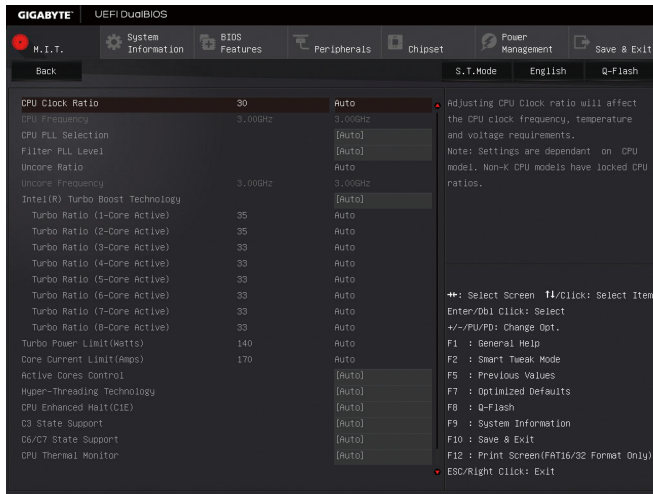 GIGABYTE™ UEFI DualBIOS
M.I.T. System Information BIOS Features Peripherals Chipset Power Management Save & Exit
Back S.T.Mode English Q-Flash
CPU Clock Ratio 30 Auto
CPU Frequency 3.00GHz 3.00GHz
CPU PLL Selection [Auto]
Filter PLL Level [Auto]
Uncore Ratio Auto
Uncore Frequency 3.00GHz 3.00GHz
Intel(R) Turbo Boost Technology [Auto]
Turbo Ratio (1-Core Active) 35 Auto
Turbo Ratio (2-Core Active) 35 Auto
Turbo Ratio (3-Core Active) 33 Auto
Turbo Ratio (4-Core Active) 33 Auto
Turbo Ratio (5-Core Active) 33 Auto
Turbo Ratio (6-Core Active) 33 Auto
Turbo Ratio (7-Core Active) 33 Auto
Turbo Ratio (8-Core Active) 33 Auto
Turbo Power Limit(Watts) 140 Auto
Core Current Limit(Amps) 170 Auto
Active Cores Control [Auto]
Hyper-Threading Technology [Auto]
CPU Enhanced Halt(C1E) [Auto]
C3 State Support [Auto]
C6/C7 State Support [Auto]
CPU Thermal Monitor [Auto]
Adjusting CPU Clock ratio will affect
the CPU clock frequency, temperature
and voltage requirements.
Note: Settings are dependant on CPU
model. Non-K CPU models have locked CPU
ratios.
→←: Select Screen ↑↓/Click: Select Item
Enter/Dbl Click: Select
+/-/PU/PD: Change Opt.
F1 : General Help
F2 : Smart Tweak Mode
F5 : Previous Values
F7 : Optimized Defaults
F8 : Q-Flash
F9 : System Information
F10 : Save & Exit
F12 : Print Screen(FAT16/32 Format Only)
ESC/Right Click: Exit